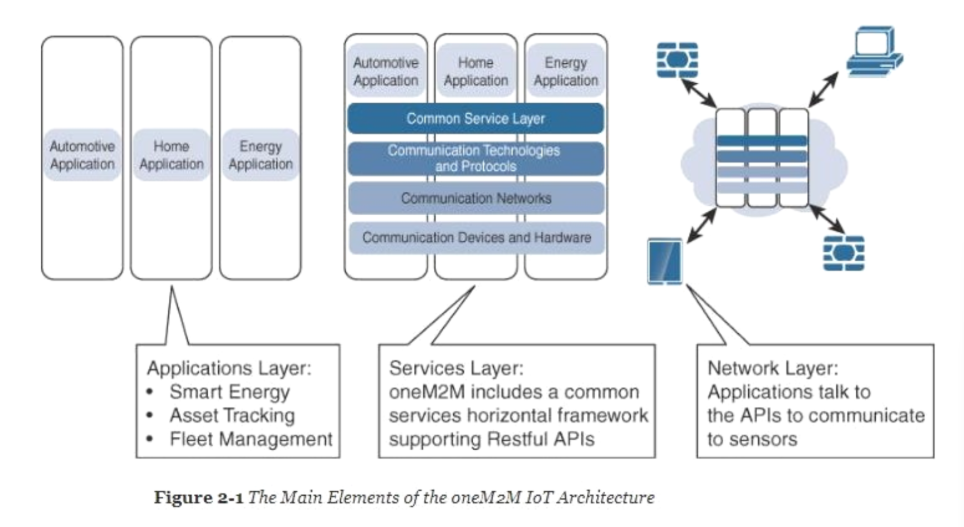 Automotive
Application
Home
Application
Energy
Application
Automotive
Application
Home
Application
Energy
Application
Common Service Layer
Communication Technologies
and Protocols
Communication Networks
Communication Devices and Hardware
Applications Layer:
• Smart Energy
• Asset Tracking
• Fleet Management
Services Layer:
oneM2M includes a common
services horizontal framework
supporting Restful APIs
Network Layer:
Applications talk to
the APIs to communicate
to sensors
Figure 2-1 The Main Elements of the oneM2M IoT Architecture